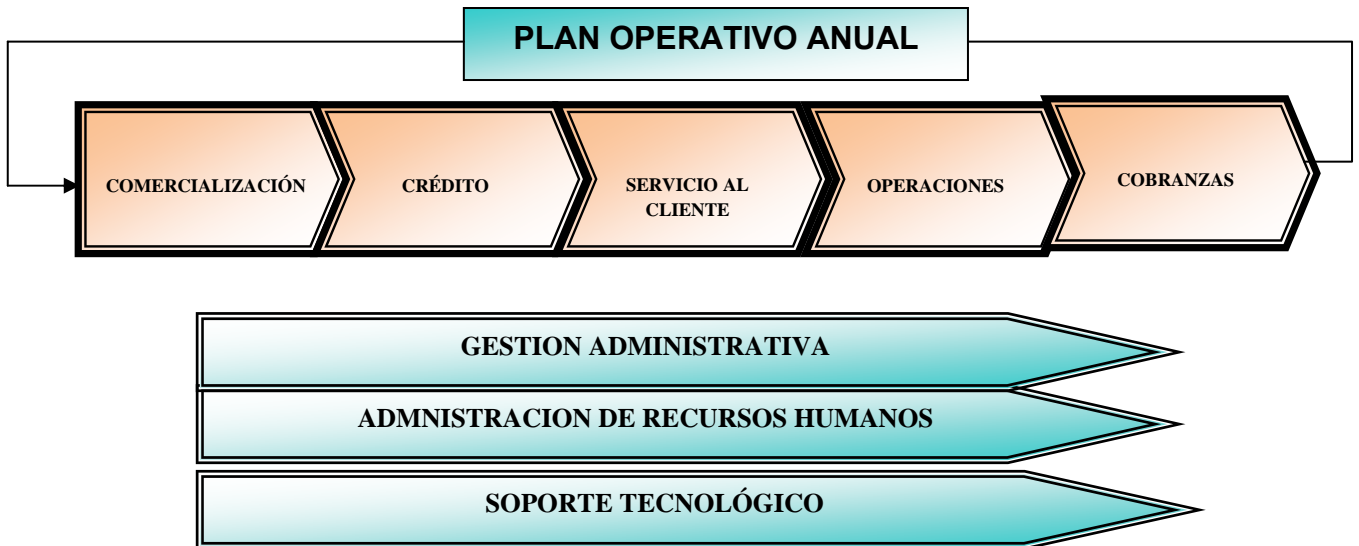 PLAN OPERATIVO ANUAL
COMERCIALIZACIÓN
CRÉDITO
SERVICIO AL
CLIENTE
OPERACIONES
COBRANZAS
GESTION ADMINISTRATIVA
ADMNISTRACION DE RECURSOS HUMANOS
SOPORTE TECNOLÓGICO